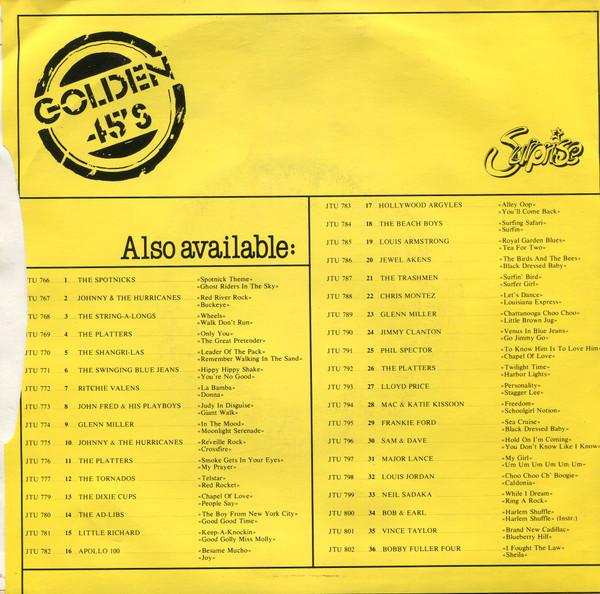 GOLDEN
45'S
Surprise
Also available:
JTU 766 1 THE SPOTNICKS «Spotnick Theme»
«Ghost Riders In The Sky»
JTU 767 2 JOHNNY & THE HURRICANES «Red River Rock»
«Buckeye»
JTU 768 3 THE STRING-A-LONGS «Wheels»
«Walk Don't Run»
JTU 769 4 THE PLATTERS «Only You»
«The Great Pretender»
JTU 770 5 THE SHANGRI-LAS «Leader Of The Pack»
«Remember Walking In The Sand»
JTU 771 6 THE SWINGING BLUE JEANS «Hippy Hippy Shake»
«You're No Good»
JTU 772 7 RITCHIE VALENS «La Bamba»
«Donna»
JTU 773 8 JOHN FRED & HIS PLAYBOYS «Judy In Disguise»
«Giant Walk»
JTU 774 9 GLENN MILLER «In The Mood»
«Moonlight Serenade»
JTU 775 10 JOHNNY & THE HURRICANES «Reveille Rock»
«Crossfire»
JTU 776 11 THE PLATTERS «Smoke Gets In Your Eyes»
«My Prayer»
JTU 777 12 THE TORNADOS «Telstar»
«Red Rocket»
JTU 779 13 THE DIXIE CUPS «Chapel Of Love»
«People Say»
JTU 780 14 THE AD-LIBS «The Boy From New York City»
«Good Good Time»
JTU 781 15 LITTLE RICHARD «Keep-A-Knockin»
«Good Golly Miss Molly»
JTU 782 16 APOLLO 100 «Besame Mucho»
«Joy»
JTU 783 17 HOLLYWOOD ARGYLES «Alley Oop»
«You'll Come Back»
JTU 784 18 THE BEACH BOYS «Surfing Safari»
«Surfin»
JTU 785 19 LOUIS ARMSTRONG «Royal Garden Blues»
«Tea For Two»
JTU 786 20 JEWEL AKENS «The Birds And The Bees»
«Black Dressed Baby»
JTU 787 21 THE TRASHMEN «Surfin' Bird»
«Surfer Girl»
JTU 788 22 CHRIS MONTEZ «Let's Dance»
«Louisiana Express»
JTU 789 23 GLENN MILLER «Chattanooga Choo Choo»
«Little Brown Jug»
JTU 790 24 JIMMY CLANTON «Venus In Blue Jeans»
«Go Jimmy Go»
JTU 791 25 PHIL SPECTOR «To Know Him Is To Love Him»
«Chapel Of Love»
JTU 792 26 THE PLATTERS «Twilight Time»
«Harbor Lights»
JTU 793 27 LLOYD PRICE «Personality»
«Stagger Lee»
JTU 794 28 MAC & KATIE KISSOON «Freedom»
«Schoolgirl Notion»
JTU 795 29 FRANKIE FORD «Sea Cruise»
«Black Dressed Baby»
JTU 796 30 SAM & DAVE «Hold On I'm Coming»
«You Don't Know Like I Know»
JTU 797 31 MAJOR LANCE «My Girl»
«Um Um Um Um Um Um»
JTU 798 32 LOUIS JORDAN «Choo Choo Ch' Boogie»
«Caldonia»
JTU 799 33 NEIL SADAKA «While I Dream»
«Ring A Rock»
JTU 800 34 BOB & EARL «Harlem Shuffle»
«Harlem Shuffle» (Instr.)
JTU 801 35 VINCE TAYLOR «Brand New Cadillac»
«Blueberry Hill»
JTU 802 36 BOBBY FULLER FOUR «I Fought The Law»
«Sheila»